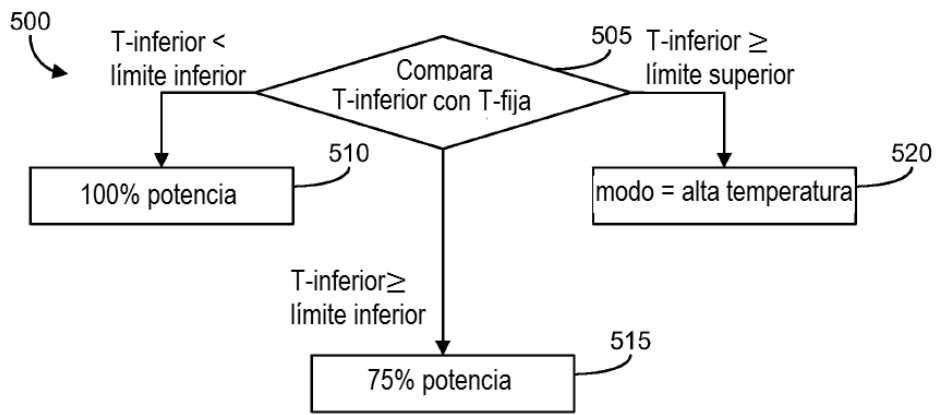 500
T-inferior <
límite inferior
505
Compara
T-inferior con T-fija
T-inferior ≥
límite superior
510
100% potencia
520
modo = alta temperatura
T-inferior≥
límite inferior
515
75% potencia